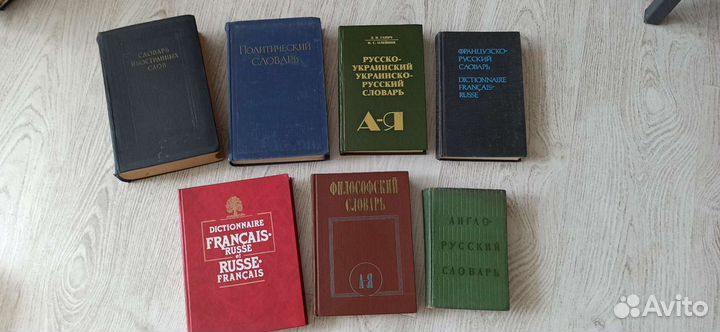 СЛОВАРЬ
ИНОСТРАННЫХ
СЛОВ
ПОЛИТИЧЕСКИЙ
СЛОВАРЬ
РУССКО-
УКРАИНСКИЙ
УКРАИНСКО-
РУССКИЙ
СЛОВАРЬ
А-Я
ФРАНЦУЗСКО-
РУССКИЙ
СЛОВАРЬ
DICTIONNAIRE
FRANÇAIS-
RUSSE
DICTIONNAIRE
FRANÇAIS-
RUSSE
et
RUSSE-
FRANÇAIS
ФИЛОСОФСКИЙ
СЛОВАРЬ
А-Я
АНГЛО-
РУССКИЙ
СЛОВАРЬ
Avito